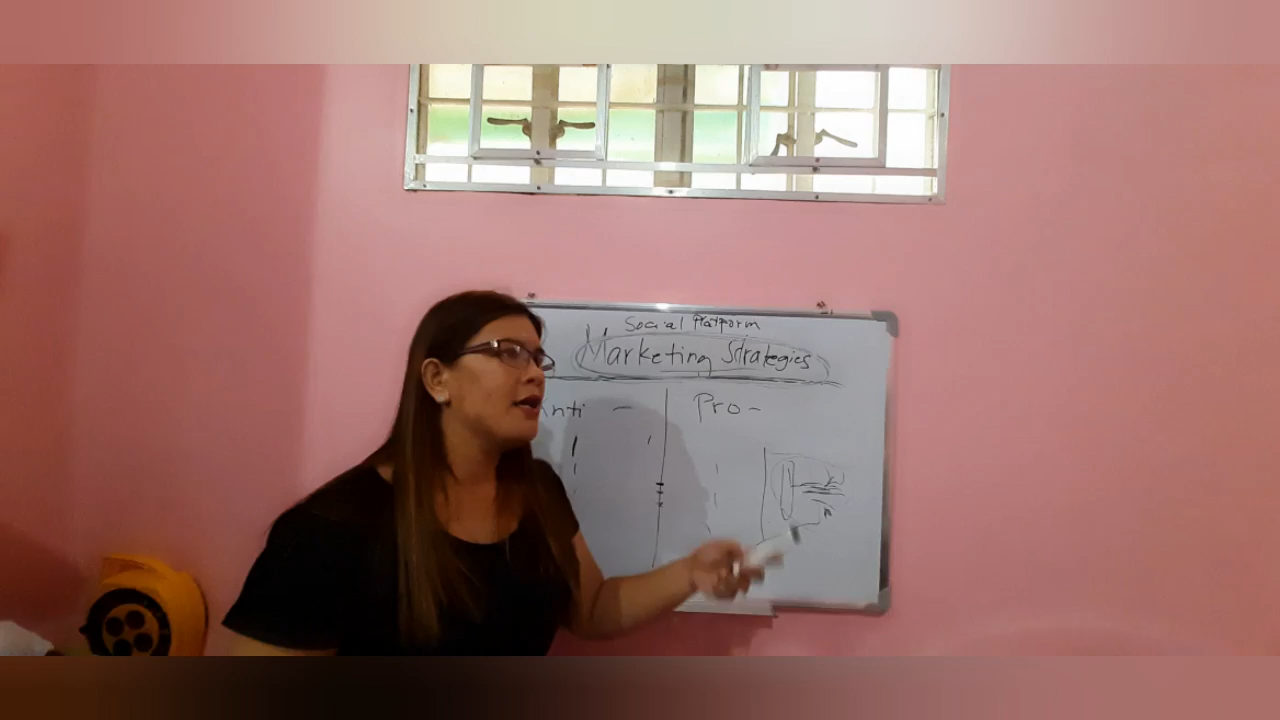 Social Platform
Marketing Strategies
nti - Pro -